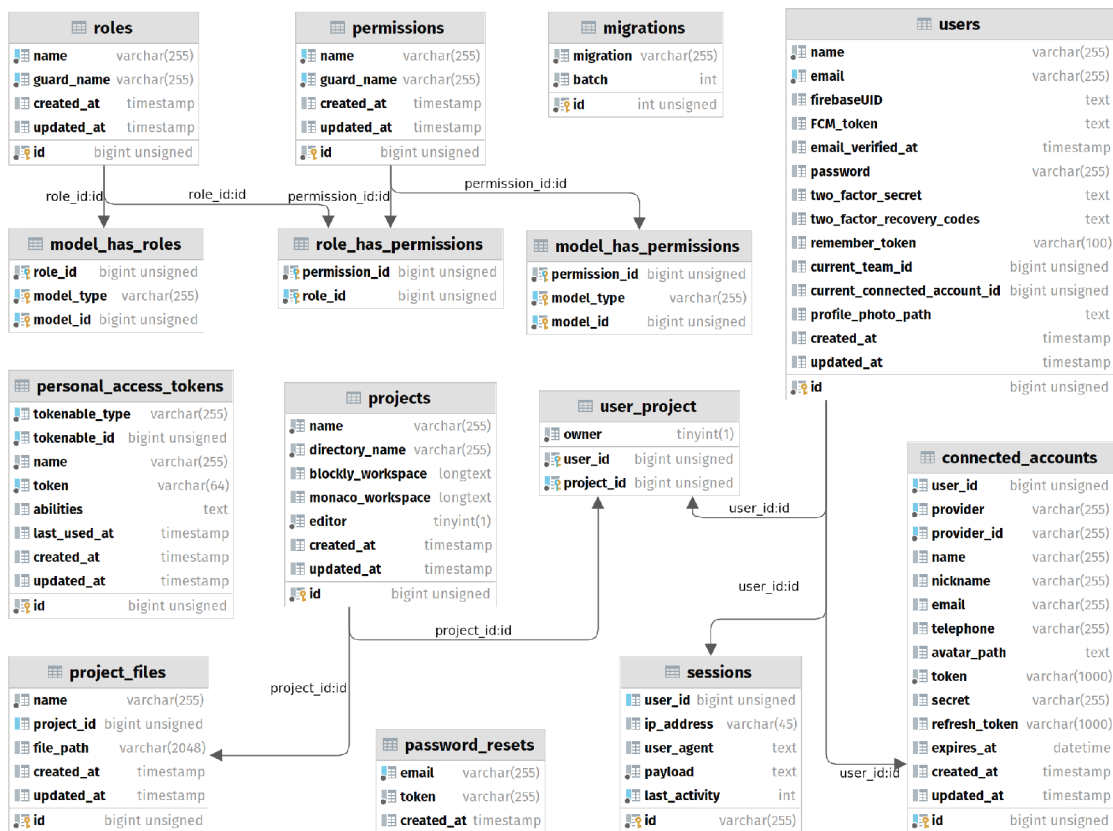 roles
name varchar(255)
guard_name varchar(255)
created_at timestamp
updated_at timestamp
id bigint unsigned
permissions
name varchar(255)
guard_name varchar(255)
created_at timestamp
updated_at timestamp
id bigint unsigned
migrations
migration varchar(255)
batch int
id int unsigned
users
name varchar(255)
email varchar(255)
firebaseUID text
FCM_token text
email_verified_at timestamp
password varchar(255)
two_factor_secret text
two_factor_recovery_codes text
remember_token varchar(100)
current_team_id bigint unsigned
current_connected_account_id bigint unsigned
profile_photo_path text
created_at timestamp
updated_at timestamp
id bigint unsigned
role_id:id
role_id:id
permission_id:id
permission_id:id
model_has_roles
role_id bigint unsigned
model_type varchar(255)
model_id bigint unsigned
role_has_permissions
permission_id bigint unsigned
role_id bigint unsigned
model_has_permissions
permission_id bigint unsigned
model_type varchar(255)
model_id bigint unsigned
personal_access_tokens
tokenable_type varchar(255)
tokenable_id bigint unsigned
name varchar(255)
token varchar(64)
abilities text
last_used_at timestamp
created_at timestamp
updated_at timestamp
id bigint unsigned
projects
name varchar(255)
directory_name varchar(255)
blockly_workspace longtext
monaco_workspace longtext
editor tinyint(1)
created_at timestamp
updated_at timestamp
id bigint unsigned
user_project
owner tinyint(1)
user_id bigint unsigned
project_id bigint unsigned
user_id:id
user_id:id
project_id:id
project_id:id
connected_accounts
user_id bigint unsigned
provider varchar(255)
provider_id varchar(255)
name varchar(255)
nickname varchar(255)
email varchar(255)
telephone varchar(255)
avatar_path text
token varchar(1000)
secret varchar(255)
refresh_token varchar(1000)
expires_at datetime
created_at timestamp
updated_at timestamp
id bigint unsigned
project_files
name varchar(255)
project_id bigint unsigned
file_path varchar(2048)
created_at timestamp
updated_at timestamp
id bigint unsigned
password_resets
email varchar(255)
token varchar(255)
created_at timestamp
sessions
user_id bigint unsigned
ip_address varchar(45)
user_agent text
payload text
last_activity int
id varchar(255)
user_id:id